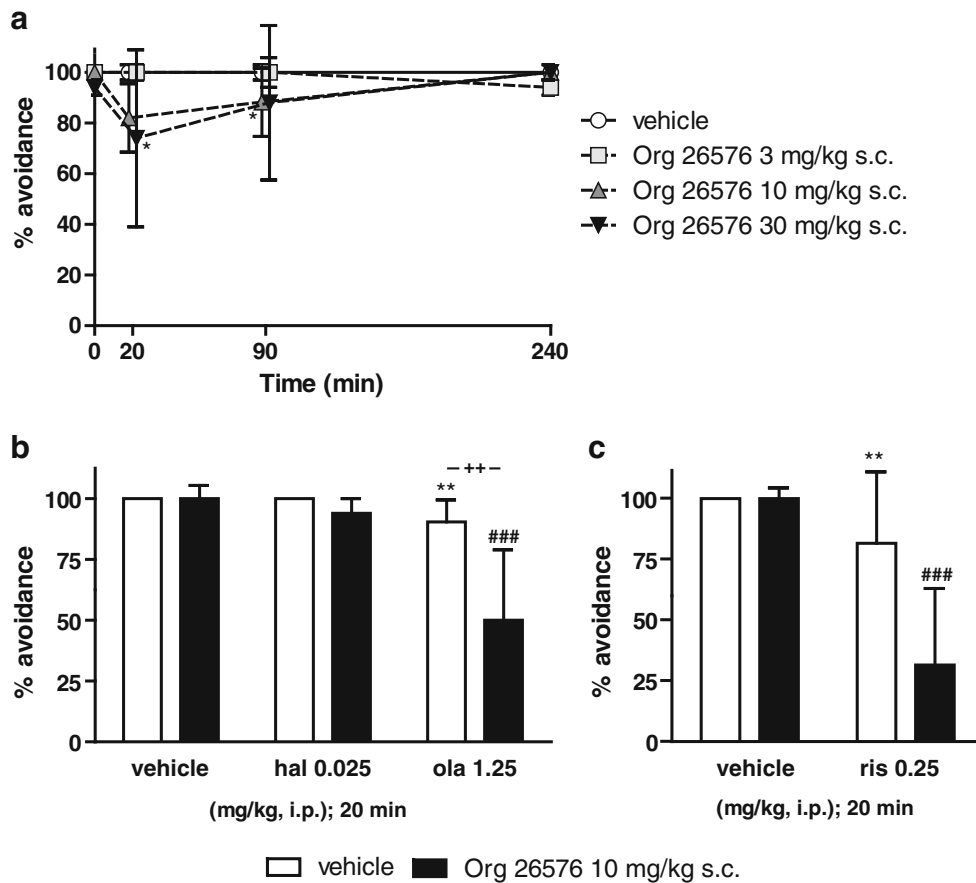 a
100
80
60
40
20
0
% avoidance
*
*
0 20 90 240
Time (min)
vehicle
Org 26576 3 mg/kg s.c.
Org 26576 10 mg/kg s.c.
Org 26576 30 mg/kg s.c.
b
100
75
50
25
0
% avoidance
++
**
###
vehicle hal 0.025 ola 1.25
(mg/kg, i.p.); 20 min
c
100
75
50
25
0
% avoidance
**
###
vehicle ris 0.25
(mg/kg, i.p.); 20 min
vehicle Org 26576 10 mg/kg s.c.